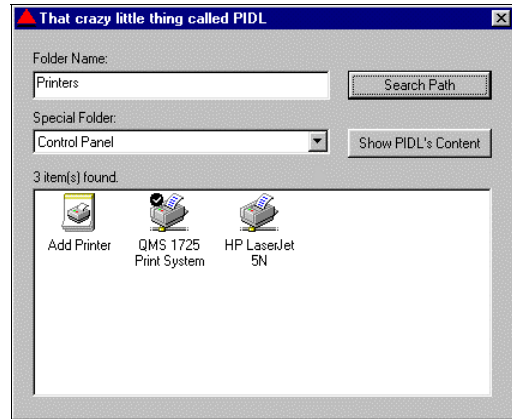 That crazy little thing called PIDL
Folder Name:
Printers
Search Path
Special Folder:
Control Panel
Show PIDL's Content
3 item(s) found.
Add Printer
QMS 1725
Print System
HP LaserJet
5N